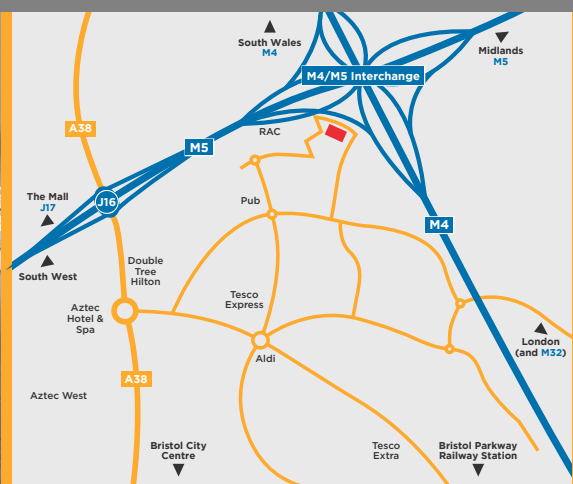 South Wales
M4
Midlands
M5
M4/M5 Interchange
A38
RAC
M5
The Mall
J17
J16
Pub
M4
South West
Double
Tree
Hilton
Tesco
Express
Aztec
Hotel &
Spa
London
(and M32)
Aldi
A38
Aztec West
Bristol City
Centre
Tesco
Extra
Bristol Parkway
Railway Station